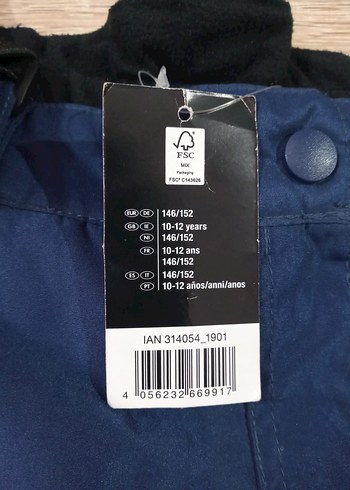 FSC
MIX
Packaging
FSC® C143626
EUR DE 146/152
GB IE 10-12 years
NL 146/152
FR 10-12 ans
146/152
ES IT 146/152
PT 10-12 años/anni/anos
IAN 314054_1901
4 056232 669917